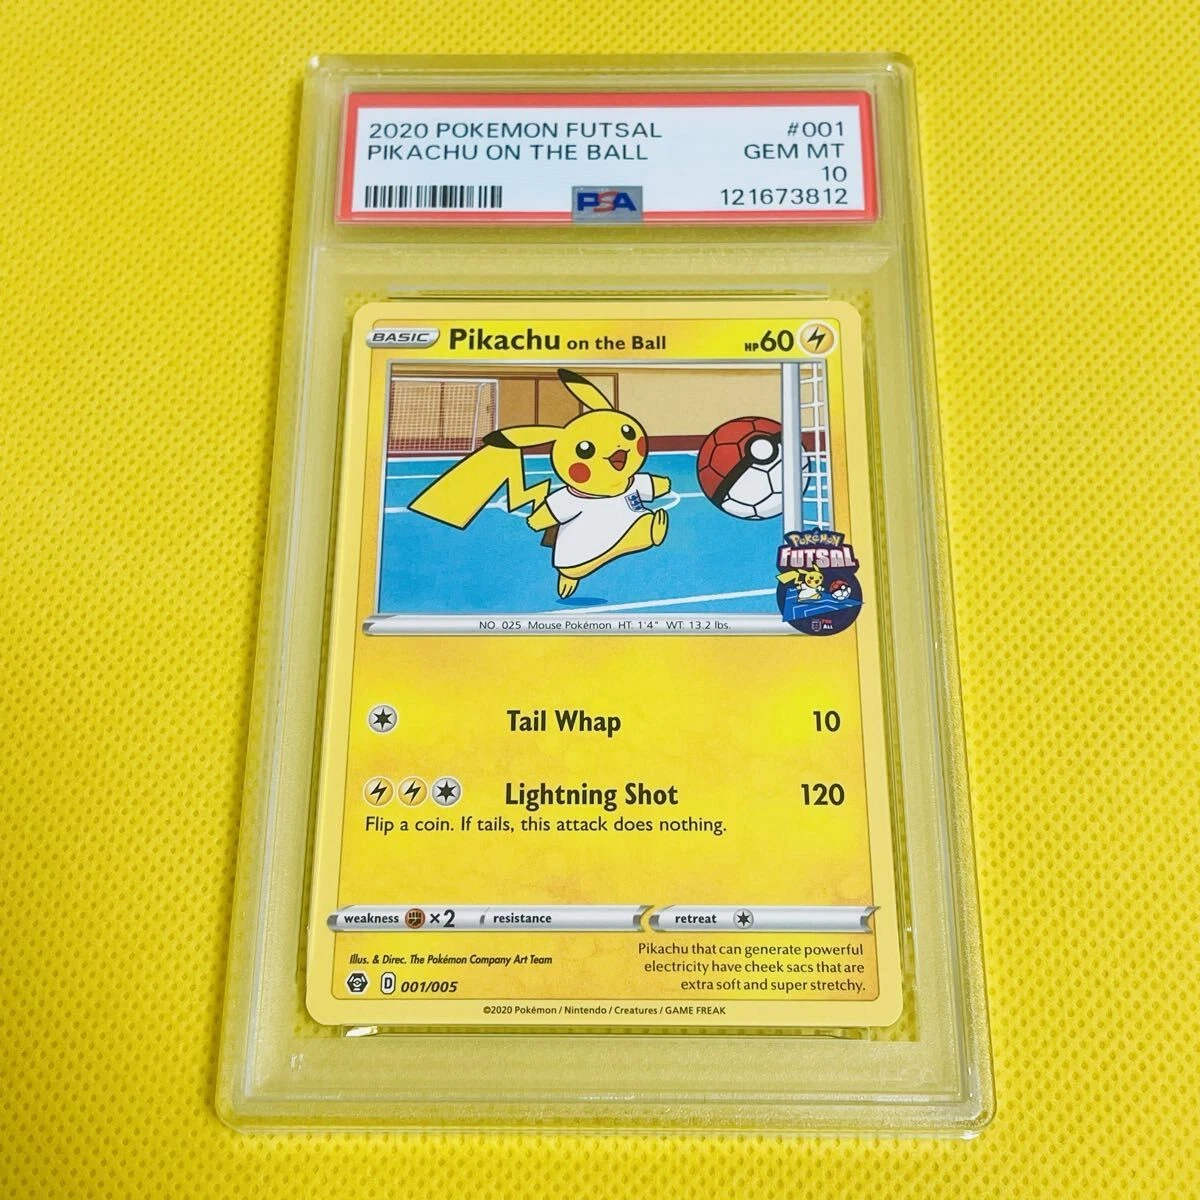 2020 POKEMON FUTSAL #001
PIKACHU ON THE BALL GEM MT
10
PSA 121673812
BASIC Pikachu on the Ball HP60
POKéMON
FUTSAL
FOR
ALL
NO. 025 Mouse Pokémon HT: 1'4" WT: 13.2 lbs.
Tail Whap 10
Lightning Shot 120
Flip a coin. If tails, this attack does nothing.
weakness ×2 resistance retreat
Illus. & Direc. The Pokémon Company Art Team
D 001/005
Pikachu that can generate powerful
electricity have cheek sacs that are
extra soft and super stretchy.
©2020 Pokémon / Nintendo / Creatures / GAME FREAK